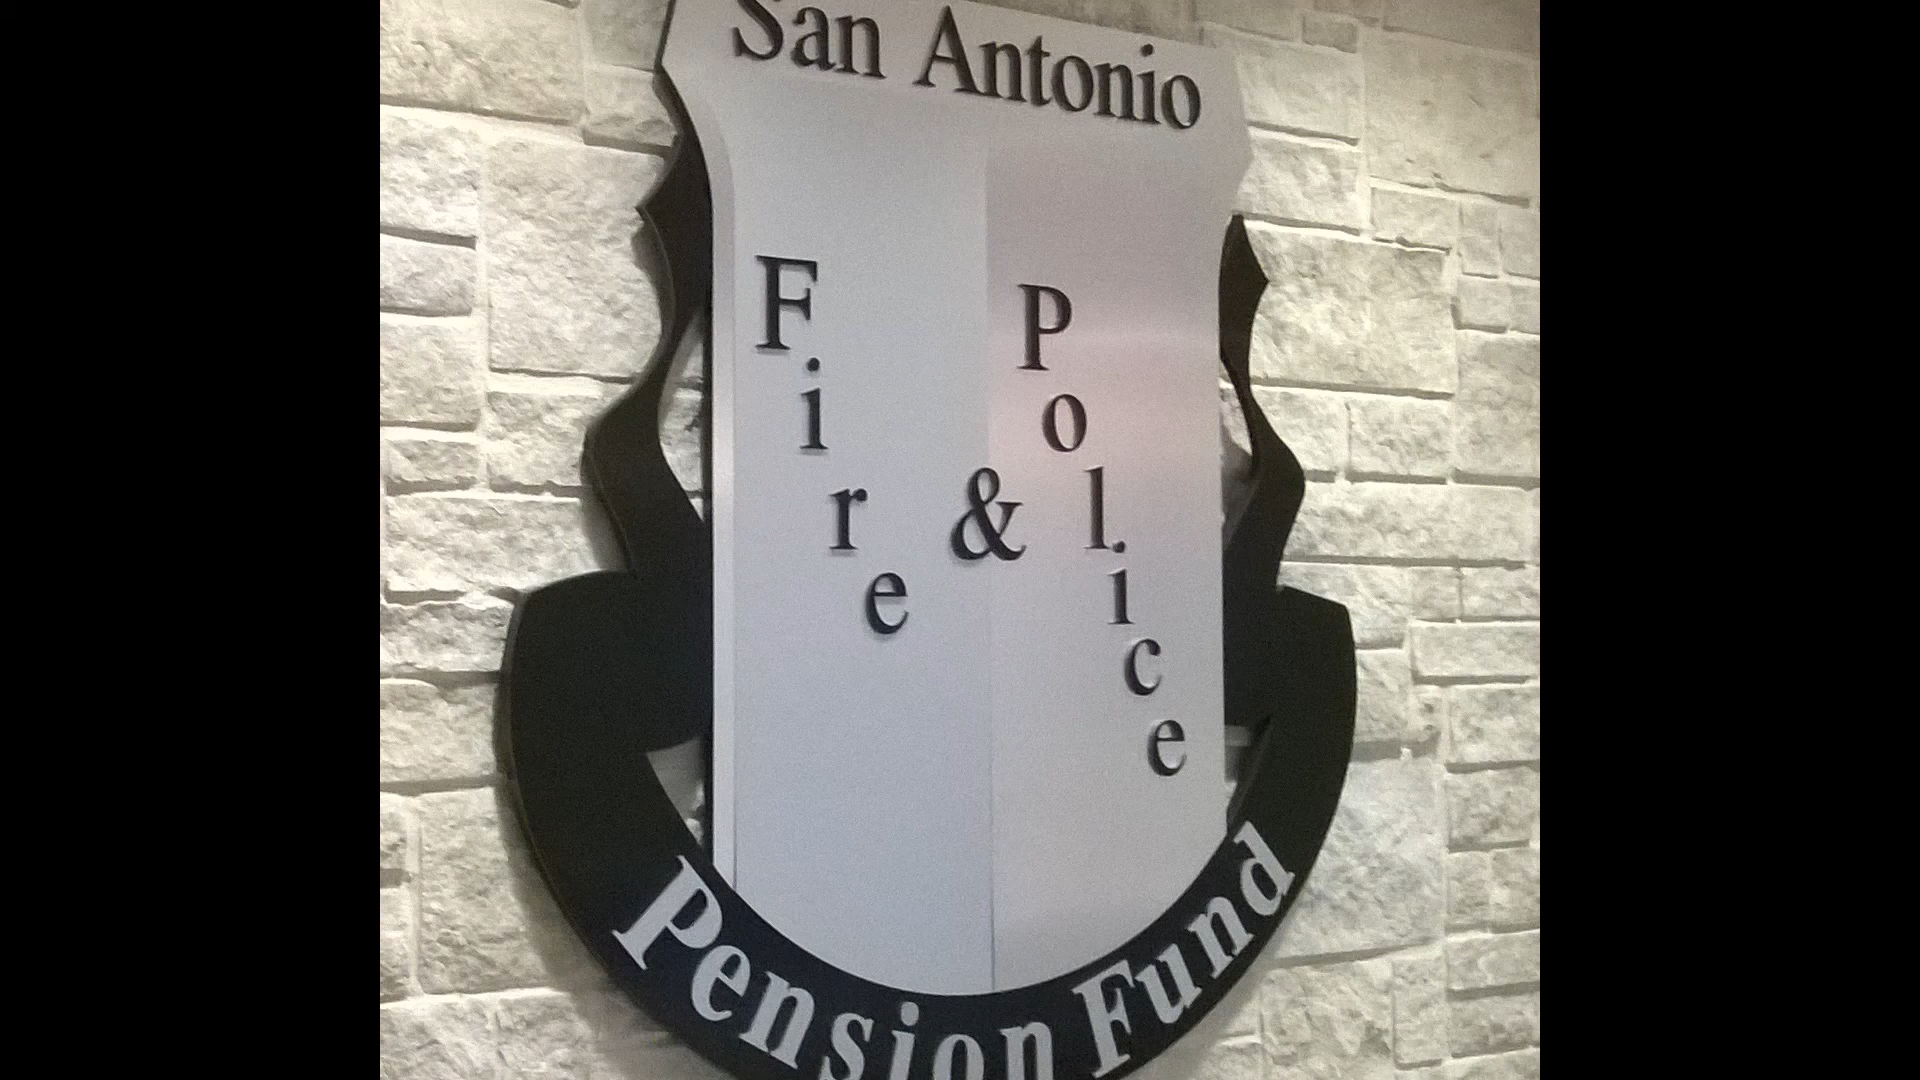 San Antonio
Fire
&
Police
Pension Fund